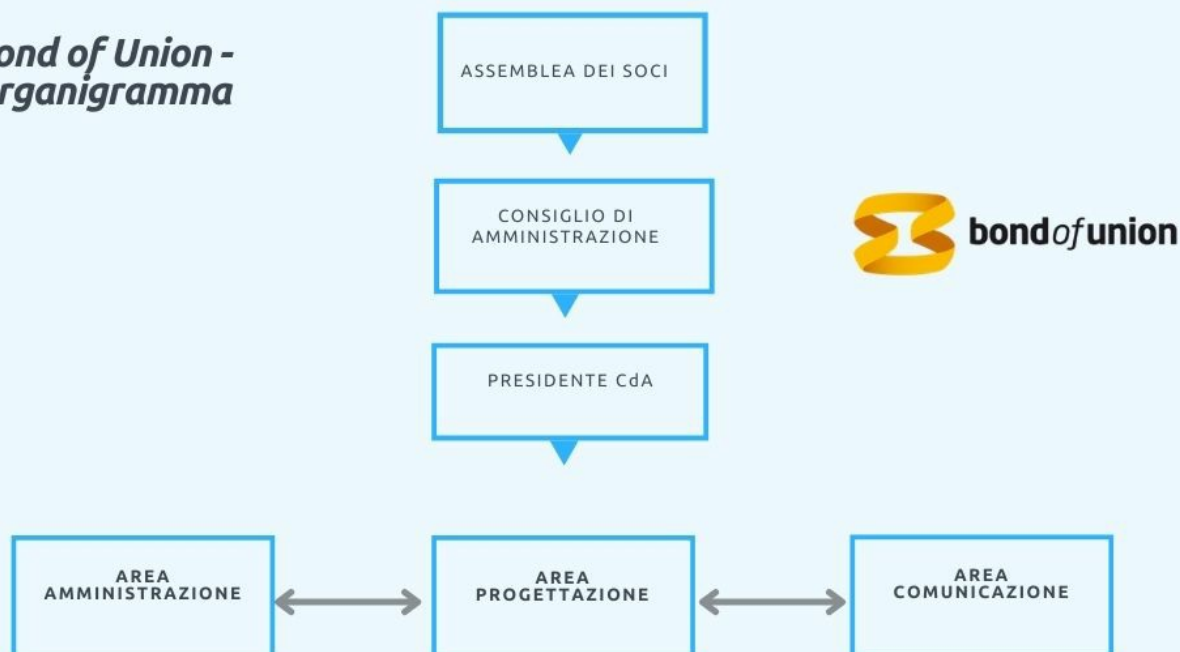 ond of Union -
rganigramma
ASSEMBLEA DEI SOCI
CONSIGLIO DI
AMMINISTRAZIONE
bondofunion
PRESIDENTE CdA
AREA
AMMINISTRAZIONE
AREA
PROGETTAZIONE
AREA
COMUNICAZIONE